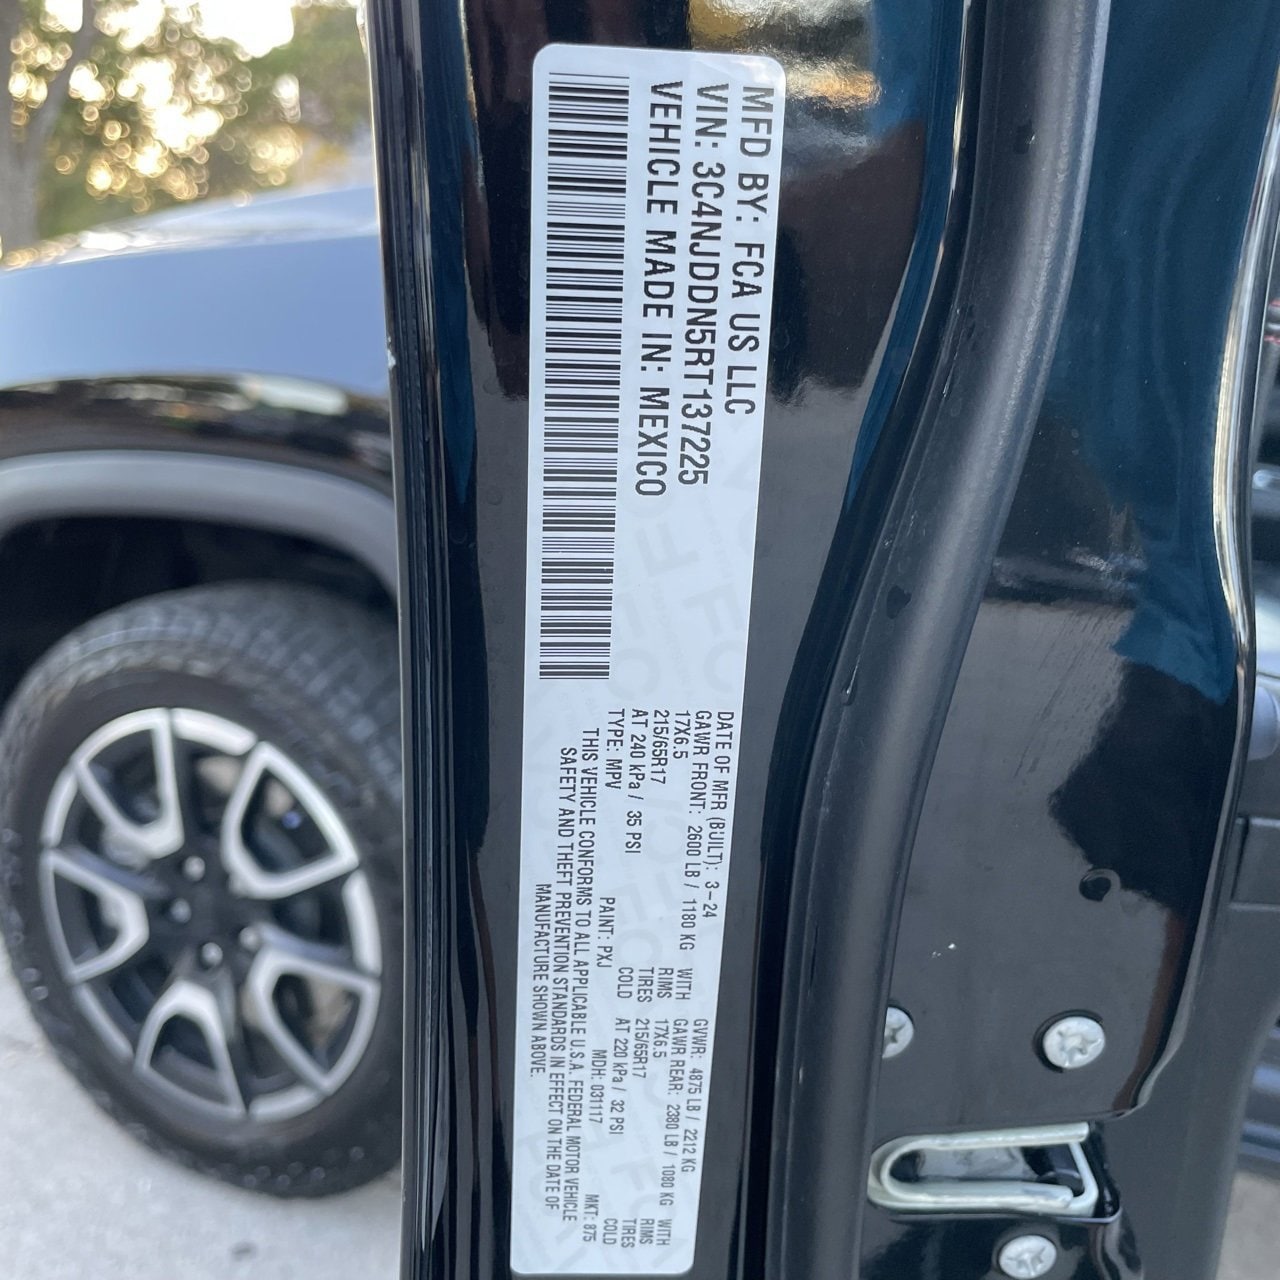 MFD BY: FCA US LLC
VIN: 3C4NJDDN5RT137225
VEHICLE MADE IN: MEXICO
DATE OF MFR (BUILT): 3-24 GVWR: 4875 LB / 2212 KG
GAWR FRONT: 2600 LB / 1180 KG WITH GAWR REAR: 2380 LB / 1080 KG WITH
17X6.5 RIMS 17X6.5 RIMS
215/65R17 TIRES 215/65R17 TIRES
AT 240 kPa / 35 PSI COLD AT 220 kPa / 32 PSI COLD
TYPE: MPV PAINT: PXJ MDH: 031117 MKT: 875
THIS VEHICLE CONFORMS TO ALL APPLICABLE U.S.A. FEDERAL MOTOR VEHICLE
SAFETY AND THEFT PREVENTION STANDARDS IN EFFECT ON THE DATE OF
MANUFACTURE SHOWN ABOVE.